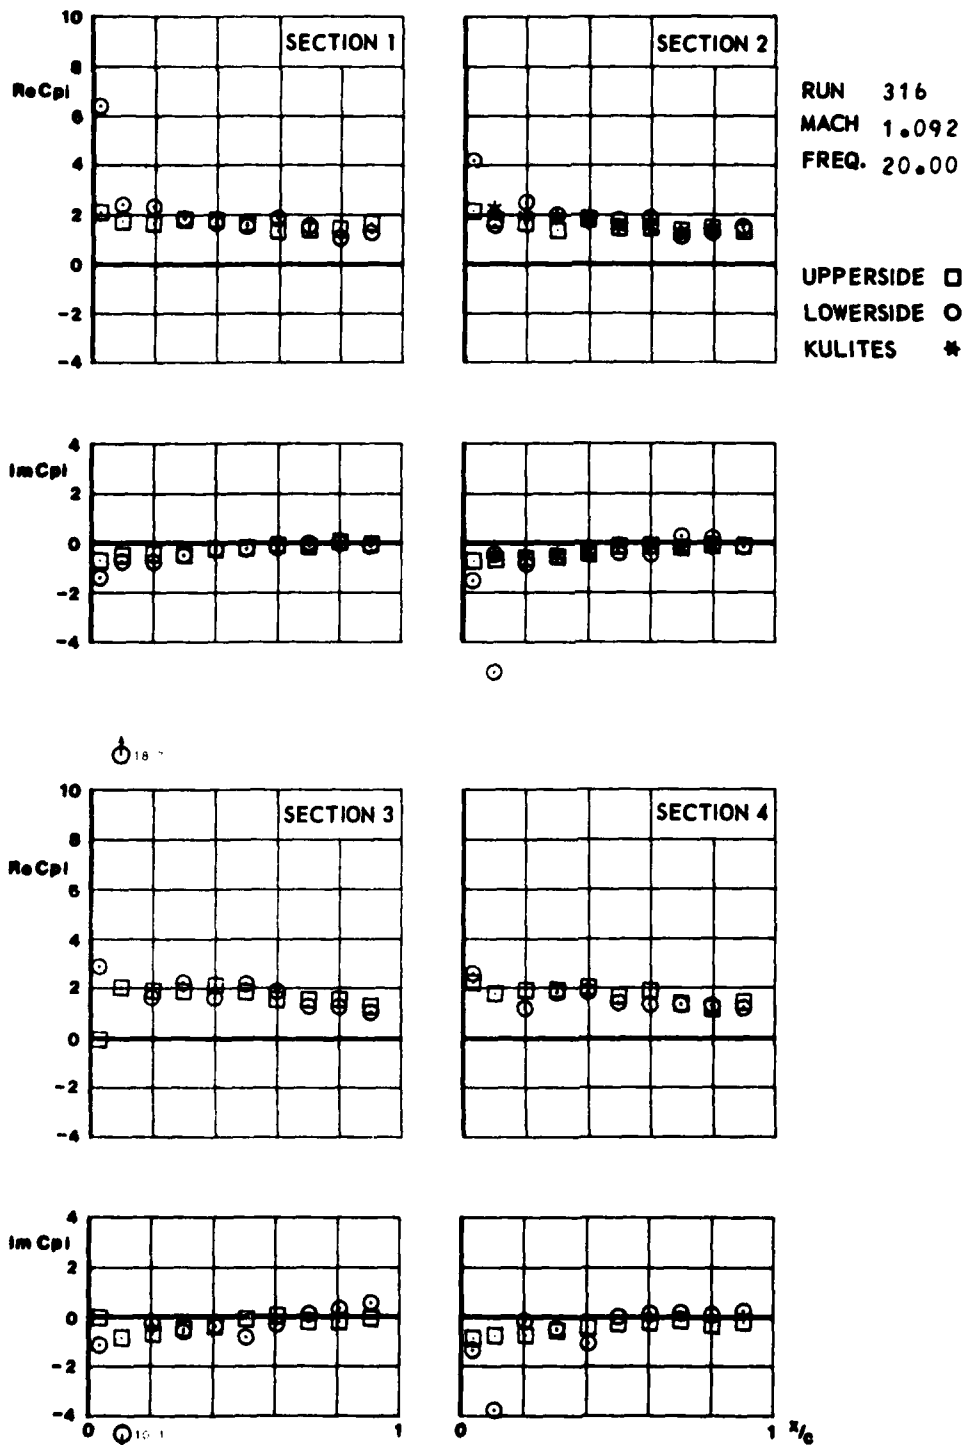 10
SECTION 1
SECTION 2
8
ReCpi
RUN 316
6
MACH 1.092
4
FREQ. 20.00
2
0
UPPERSIDE □
-2
LOWERSIDE ○
KULITES *
-4
4
ImCpi
2
0
-2
-4
10
SECTION 3
SECTION 4
8
ReCpi
6
4
2
0
-2
-4
4
ImCpi
2
0
-2
-4
0 1 0 1 x/c